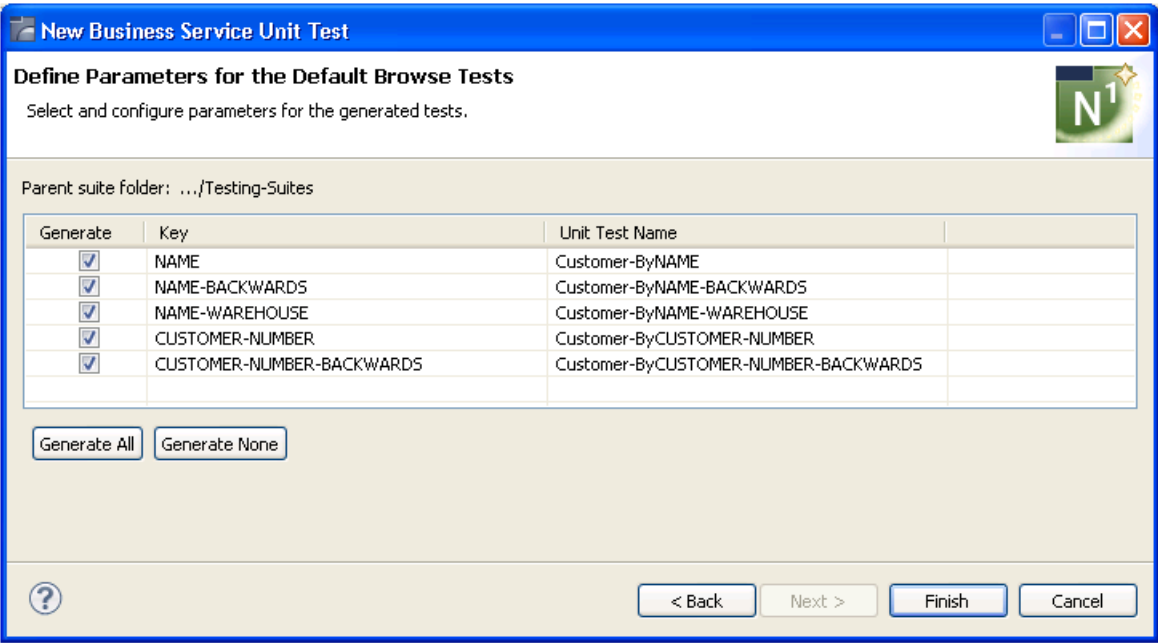 New Business Service Unit Test
Define Parameters for the Default Browse Tests
Select and configure parameters for the generated tests.
N1
Parent suite folder: .../Testing-Suites
Generate Key Unit Test Name
NAME Customer-ByNAME
NAME-BACKWARDS Customer-ByNAME-BACKWARDS
NAME-WAREHOUSE Customer-ByNAME-WAREHOUSE
CUSTOMER-NUMBER Customer-ByCUSTOMER-NUMBER
CUSTOMER-NUMBER-BACKWARDS Customer-ByCUSTOMER-NUMBER-BACKWARDS
Generate All Generate None
? < Back Next > Finish Cancel